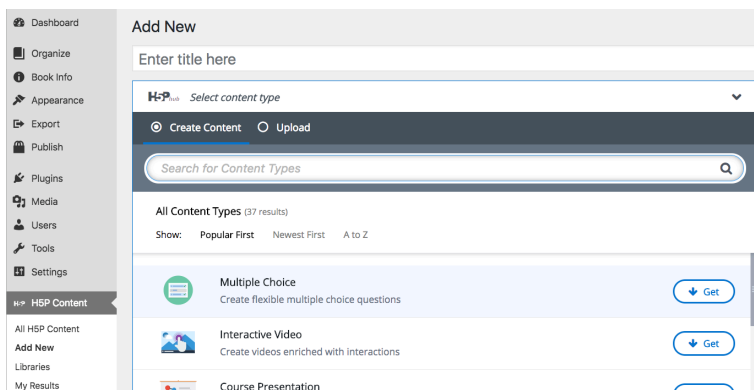 Dashboard
Organize
Book Info
Appearance
Export
Publish
Plugins
Media
Users
Tools
Settings
H5P H5P Content
All H5P Content
Add New
Libraries
My Results
Add New
Enter title here
H5P hub Select content type
Create Content Upload
Search for Content Types
All Content Types (37 results)
Show: Popular First Newest First A to Z
Multiple Choice
Create flexible multiple choice questions
Get
Interactive Video
Create videos enriched with interactions
Get
Course Presentation